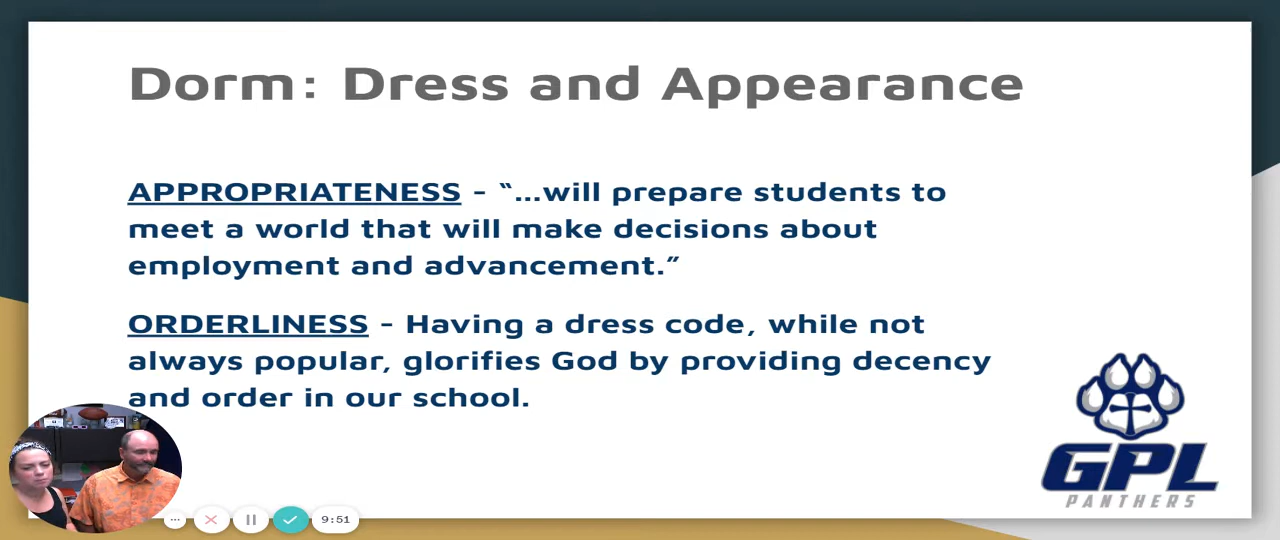 Dorm: Dress and Appearance
APPROPRIATENESS - “...will prepare students to
meet a world that will make decisions about
employment and advancement.”
ORDERLINESS - Having a dress code, while not
always popular, glorifies God by providing decency
and order in our school.
GPL
PANTHERS
9:51